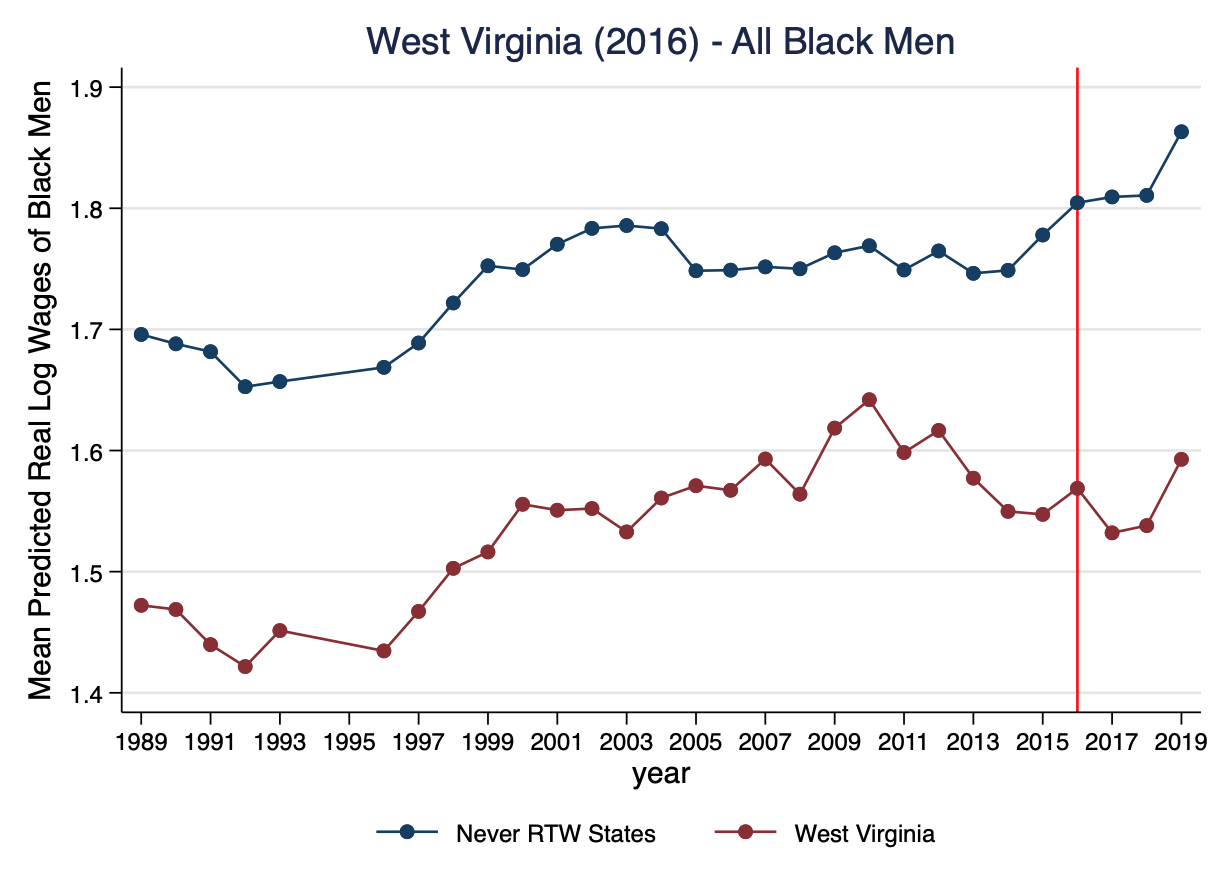 West Virginia (2016) - All Black Men
Mean Predicted Real Log Wages of Black Men
1.9
1.8
1.7
1.6
1.5
1.4
1989 1991 1993 1995 1997 1999 2001 2003 2005 2007 2009 2011 2013 2015 2017 2019
year
Never RTW States West Virginia